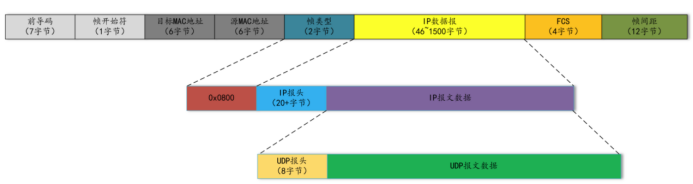 前导码
(7字节)
帧开始符
(1字节)
目标MAC地址
(6字节)
源MAC地址
(6字节)
帧类型
(2字节)
IP数据报
(46~1500字节)
FCS
(4字节)
帧间距
(12字节)
0x0800
IP报头
(20+字节)
IP报文数据
UDP报头
(8字节)
UDP报文数据